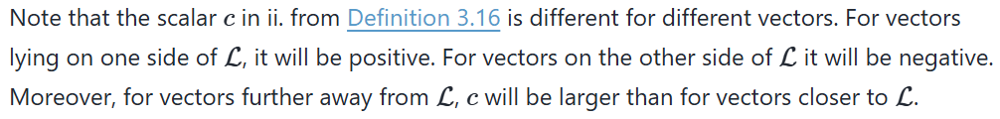 Note that the scalar c in ii. from Definition 3.16 is different for different vectors. For vectors
lying on one side of ℒ, it will be positive. For vectors on the other side of ℒ it will be negative.
Moreover, for vectors further away from ℒ, c will be larger than for vectors closer to ℒ.